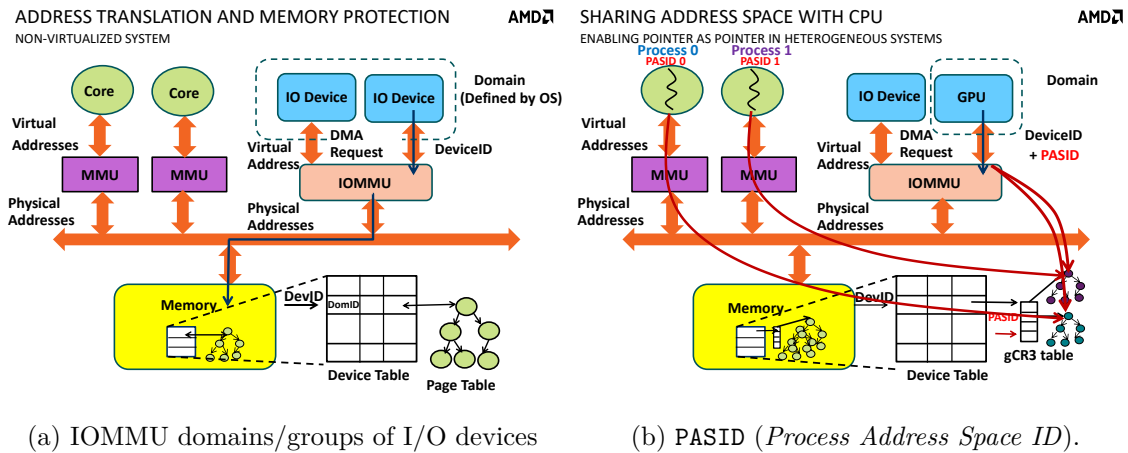 ADDRESS TRANSLATION AND MEMORY PROTECTION
AMD
NON-VIRTUALIZED SYSTEM
Core
Core
IO Device
IO Device
Domain
(Defined by OS)
Virtual
Addresses
Virtual
Addresses
DMA
Request
DeviceID
MMU
MMU
IOMMU
Physical
Addresses
Physical
Addresses
Memory
DevID
DomID
Device Table
Page Table
(a) IOMMU domains/groups of I/O devices
SHARING ADDRESS SPACE WITH CPU
AMD
ENABLING POINTER AS POINTER IN HETEROGENEOUS SYSTEMS
Process 0
PASID 0
Process 1
PASID 1
IO Device
GPU
Domain
Virtual
Addresses
Virtual
Addresses
DMA
Request
DeviceID
+ PASID
MMU
MMU
IOMMU
Physical
Addresses
Physical
Addresses
Memory
DevID
PASID
gCR3 table
Device Table
(b) PASID (Process Address Space ID).